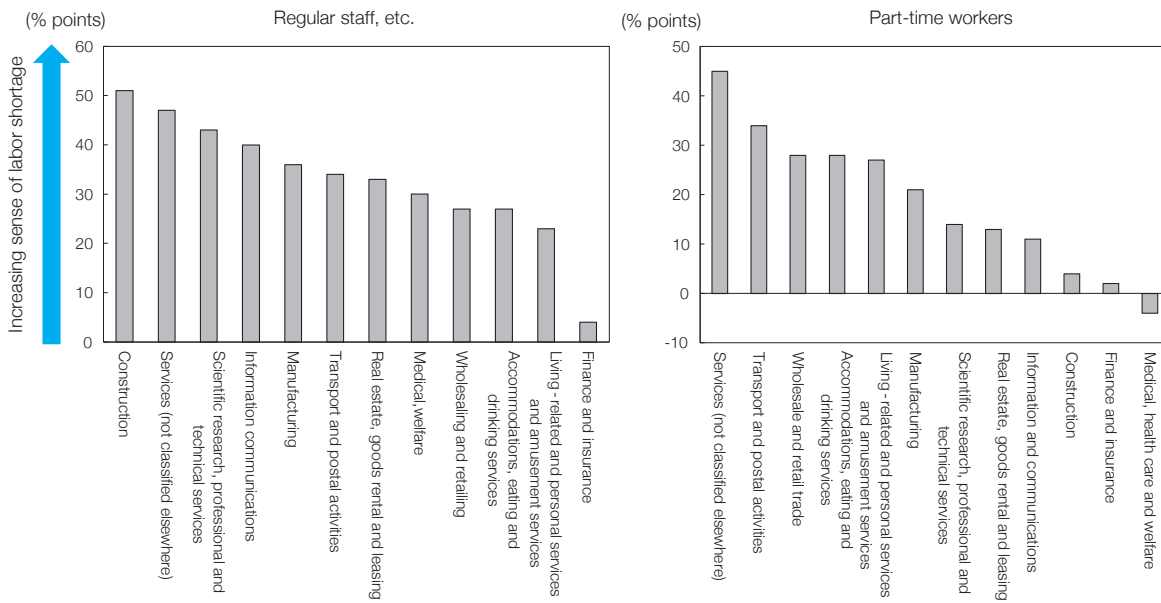 (% points)
Regular staff, etc.
Increasing sense of labor shortage
60
50
40
30
20
10
0
Construction
Services (not classified elsewhere)
Scientific research, professional and
technical services
Information communications
Manufacturing
Transport and postal activities
Real estate, goods rental and leasing
Medical,welfare
Wholesaling and retailing
Accommodations, eating and
drinking services
Living - related and personal services
and amusement services
Finance and insurance
(% points)
Part-time workers
50
40
30
20
10
0
-10
Services (not classified elsewhere)
Transport and postal activities
Wholesale and retail trade
Accommodations, eating and
drinking services
Living - related and personal services
and amusement services
Manufacturing
Scientific research, professional and
technical services
Real estate, goods rental and leasing
Information and communications
Construction
Finance and insurance
Medical, health care and welfare